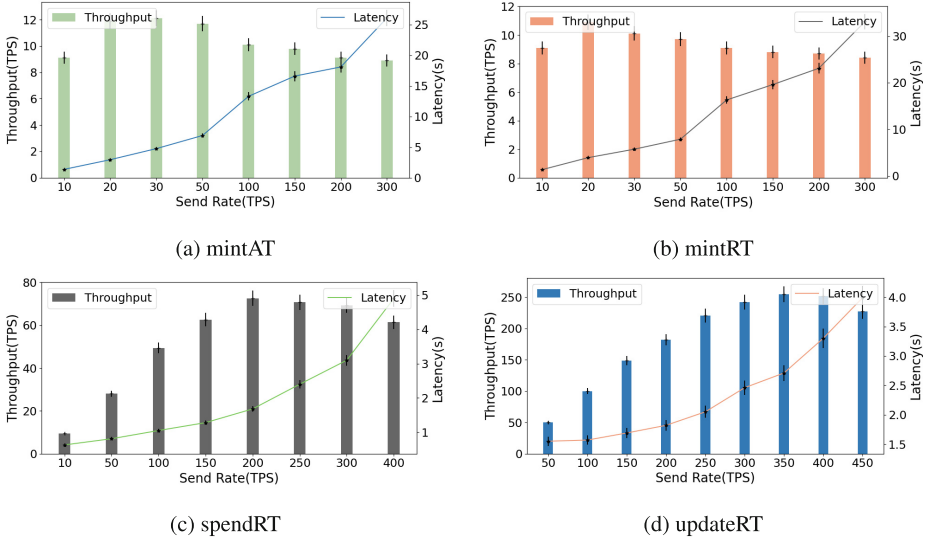 Throughput
Latency
Throughput(TPS)
12
10
8
6
4
2
0
25
20
15
10
5
0
Latency(s)
10 20 30 50 100 150 200 300
Send Rate(TPS)
(a) mintAT
Throughput
Latency
Throughput(TPS)
12
10
8
6
4
2
0
30
20
10
0
Latency(s)
10 20 30 50 100 150 200 300
Send Rate(TPS)
(b) mintRT
Throughput
Latency
Throughput(TPS)
80
60
40
20
0
5
4
3
2
1
Latency(s)
10 50 100 150 200 250 300 400
Send Rate(TPS)
(c) spendRT
Throughput
Latency
Throughput(TPS)
250
200
150
100
50
0
4.0
3.5
3.0
2.5
2.0
1.5
Latency(s)
50 100 150 200 250 300 350 400 450
Send Rate(TPS)
(d) updateRT